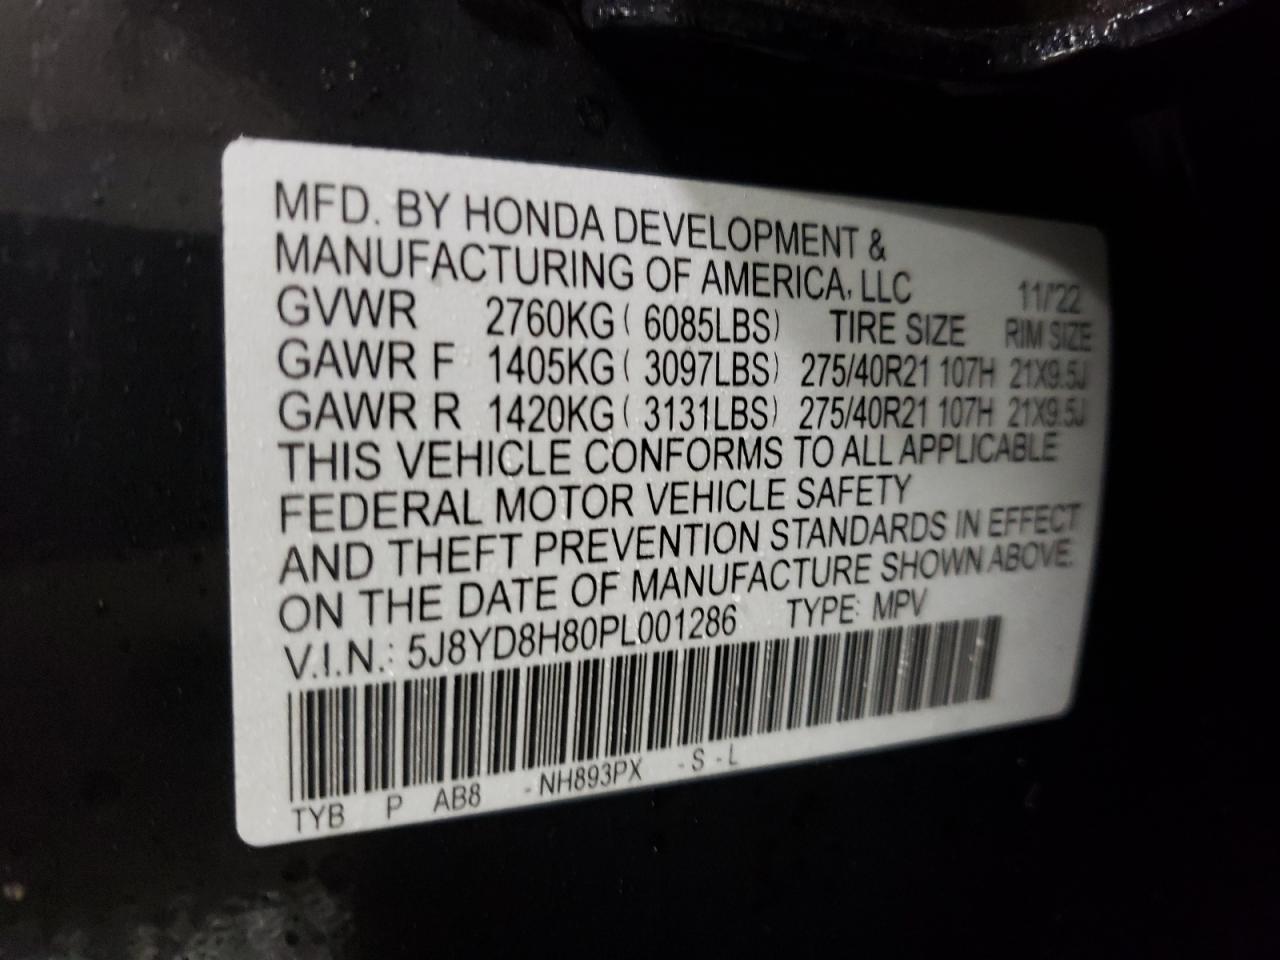 MFD. BY HONDA DEVELOPMENT &
MANUFACTURING OF AMERICA, LLC 11/'22
GVWR 2760KG ( 6085LBS) TIRE SIZE RIM SIZE
GAWR F 1405KG ( 3097LBS) 275/40R21 107H 21X9.5J
GAWR R 1420KG ( 3131LBS) 275/40R21 107H 21X9.5J
THIS VEHICLE CONFORMS TO ALL APPLICABLE
FEDERAL MOTOR VEHICLE SAFETY
AND THEFT PREVENTION STANDARDS IN EFFECT
ON THE DATE OF MANUFACTURE SHOWN ABOVE.
V.I.N.: 5J8YD8H80PL001286 TYPE: MPV
TYB P AB8 -NH893PX -S-L